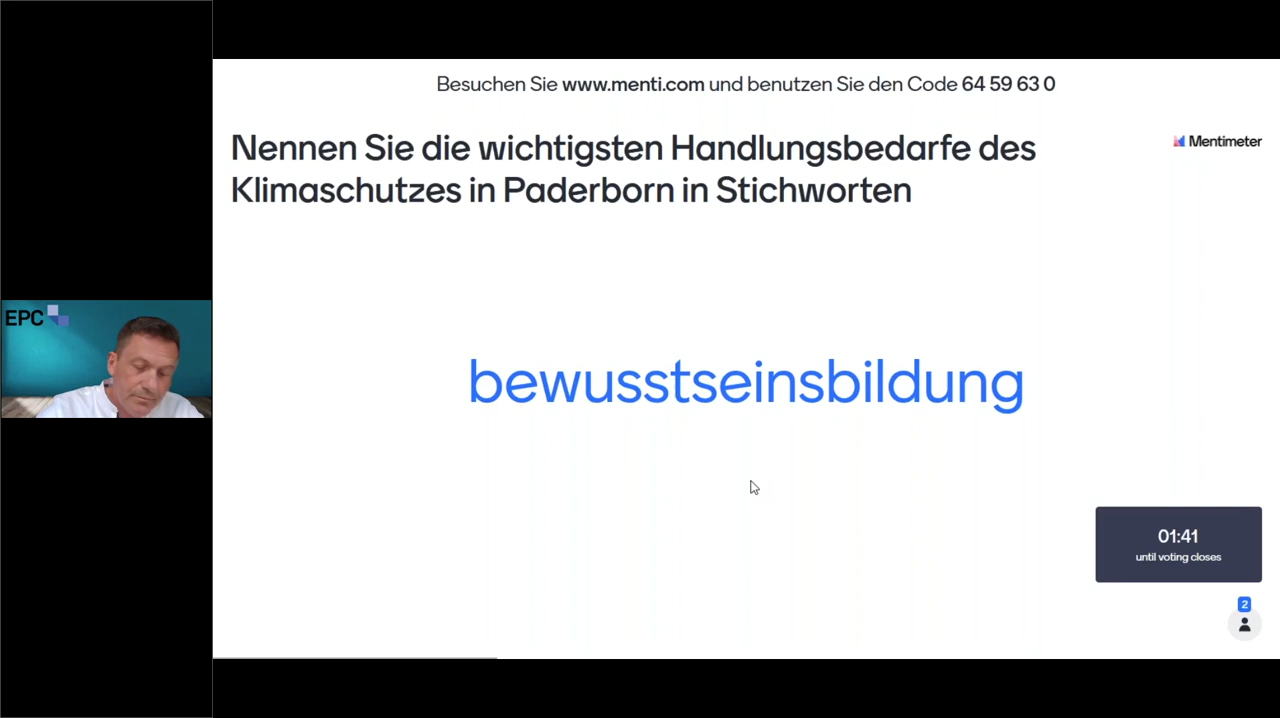 Besuchen Sie www.menti.com und benutzen Sie den Code 64 59 63 0
Nennen Sie die wichtigsten Handlungsbedarfe des
Klimaschutzes in Paderborn in Stichworten
Mentimeter
EPC
bewusstseinsbildung
01:41
until voting closes
2